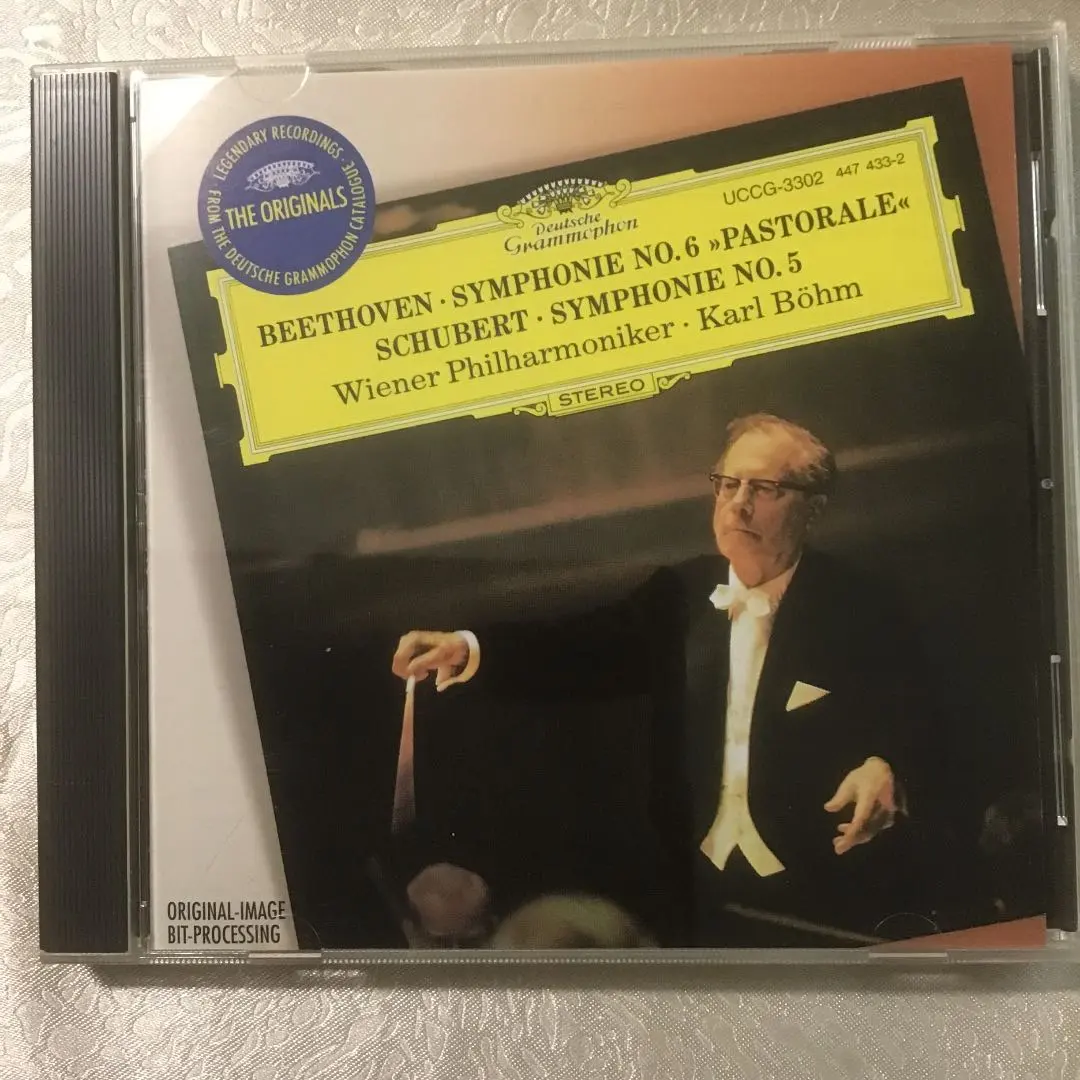 LEGENDARY RECORDINGS ·
THE ORIGINALS
· FROM THE DEUTSCHE GRAMMOPHON CATALOGUE
Deutsche
Grammophon
UCCG-3302 447 433-2
BEETHOVEN · SYMPHONIE NO. 6 »PASTORALE«
SCHUBERT · SYMPHONIE NO. 5
Wiener Philharmoniker · Karl Böhm
STEREO
ORIGINAL-IMAGE
BIT-PROCESSING